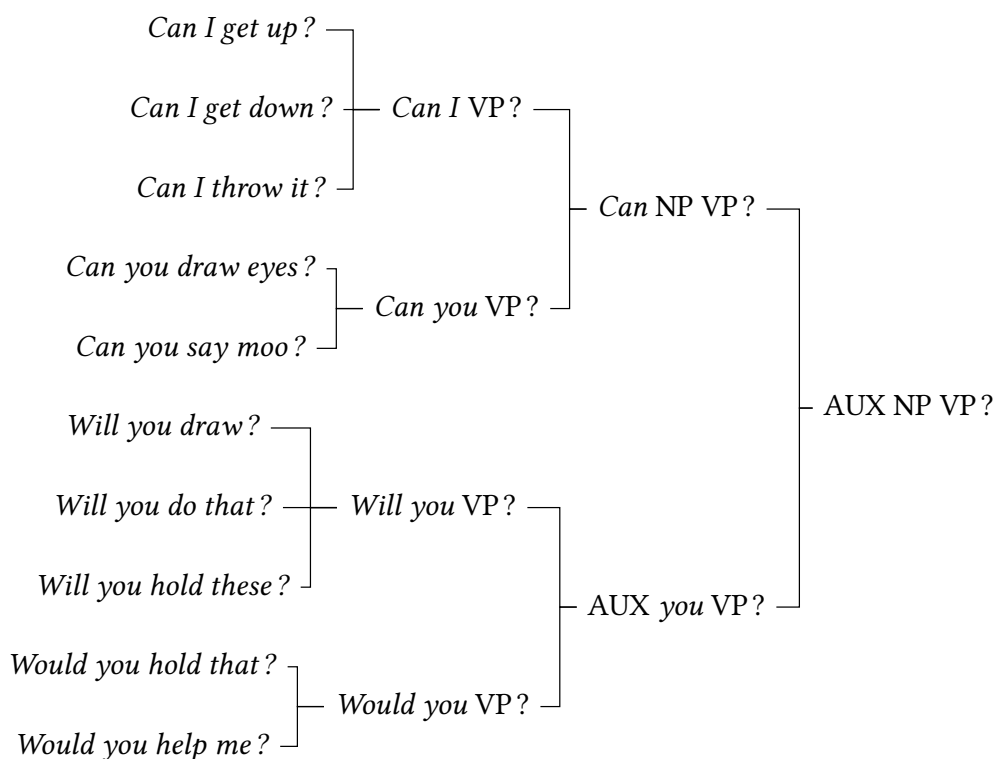 Can I get up?
Can I get down?
Can I VP?
Can I throw it?
Can NP VP?
Can you draw eyes?
Can you VP?
Can you say moo?
AUX NP VP?
Will you draw?
Will you do that?
Will you VP?
Will you hold these?
AUX you VP?
Would you hold that?
Would you VP?
Would you help me?